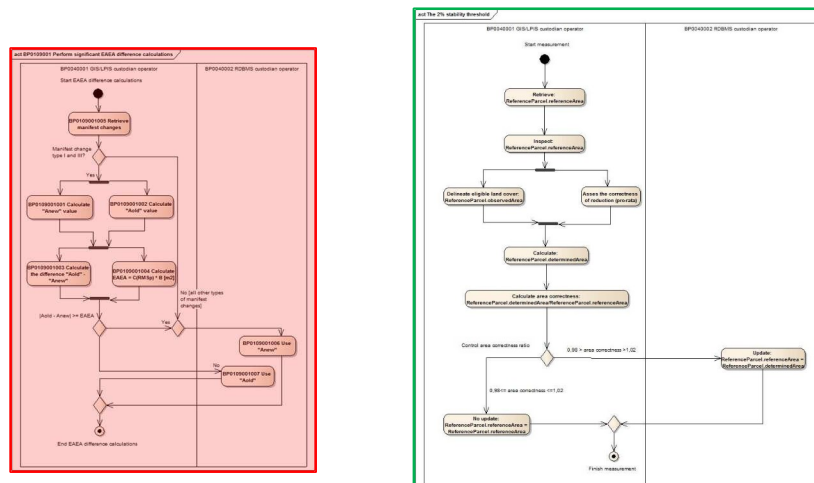 act BP0109001 Perform significant EAEA difference calculations
BP0040001 GIS/LPIS custodian operator
BP0040002 RDBMS custodian operator
Start EAEA difference calculations
BP0109001005 Retrieve
manifest changes
Manifest change
type I and III?
Yes
BP0109001001 Calculate
"Anew" value
BP0109001002 Calculate
"Aold" value
BP0109001003 Calculate
the difference "Aold" -
"Anew"
BP0109001004 Calculate
EAEA = C(RMSp) * B [m2]
No [all other types
of manifest
changes]
|Aold - Anew| >= EAEA
Yes
BP0109001006 Use
"Anew"
No
BP0109001007 Use
"Aold"
End EAEA difference calculations
act The 2% stability threshold
BP0040001 GIS/LPIS custodian operator
BP0040002 RDBMS custodian operator
Start measurement
Retrieve:
ReferenceParcel.referenceArea
Inspect:
ReferenceParcel.referenceArea
Delineate eligible land cover:
ReferenceParcel.observedArea
Asses the correctness
of reduction (pro-rata)
Calculate:
ReferenceParcel.determinedArea
Calculate area correctness:
ReferenceParcel.determinedArea/ReferenceParcel.referenceArea
Control area correctness ratio
0,98 > area correctness >1,02
Update:
ReferenceParcel.referenceArea =
ReferenceParcel.determinedArea
0,98<= area correctness <=1,02
No update:
ReferenceParcel.referenceArea =
ReferenceParcel.referenceArea
Finish measurement